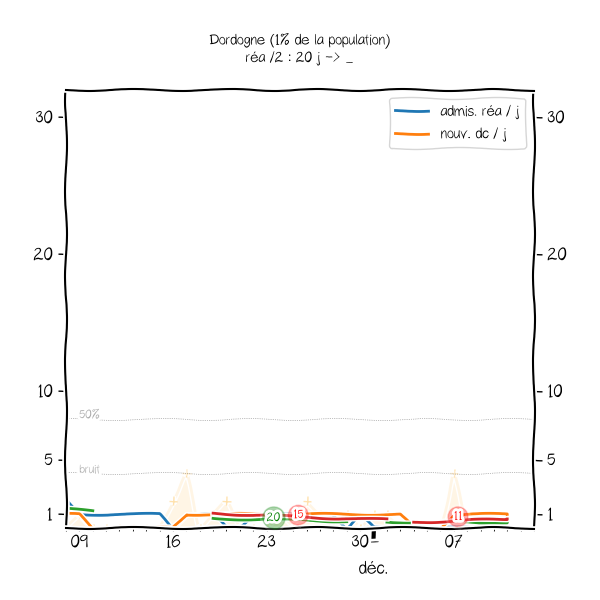 Dordogne (1% de la population)
réa /2 : 20 j -> _
admis. réa / j
nouv. dc / j
30 30
20 20
10 10
50%
5 5
bruit
1 1
20 15 11
09 16 23 30 07
déc.